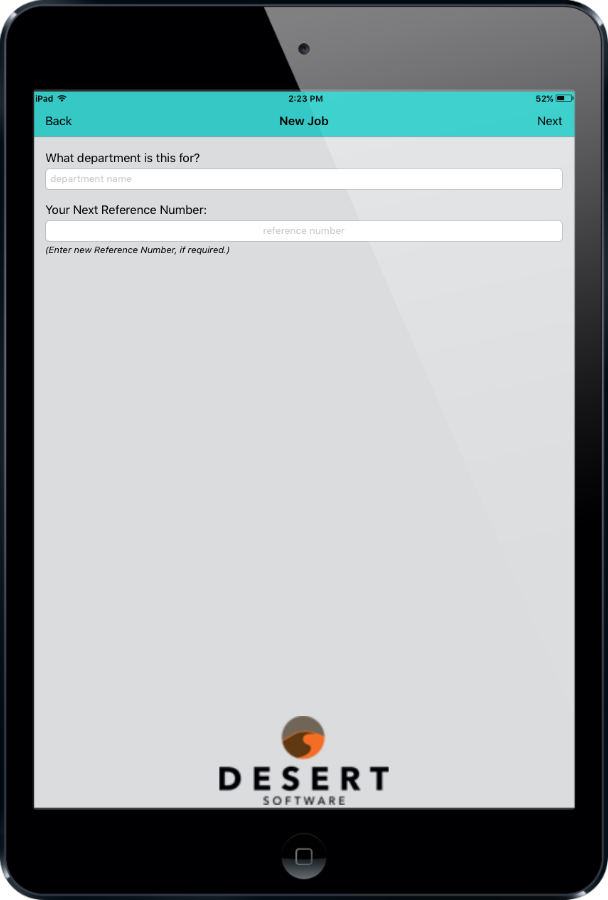 iPad 2:23 PM 52%
Back New Job Next
What department is this for?
department name
Your Next Reference Number:
reference number
(Enter new Reference Number, if required.)
DESERT
SOFTWARE